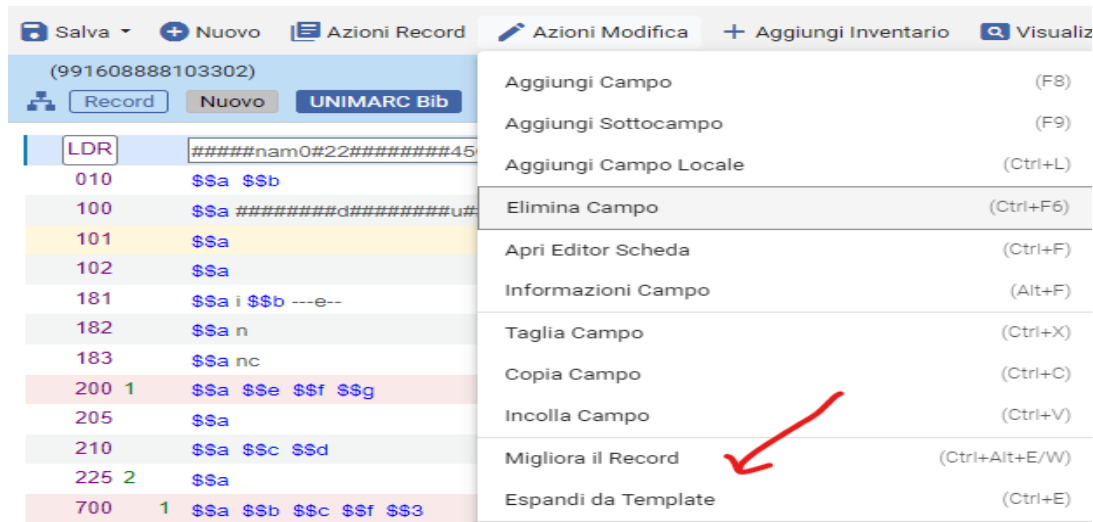 Salva Nuovo Azioni Record Azioni Modifica + Aggiungi Inventario Visualiz
(991608888103302)
Record Nuovo UNIMARC Bib
LDR #####nam0#22########45
010 $$a $$b
100 $$a ########d########u#
101 $$a
102 $$a
181 $$a i $$b ---e--
182 $$a n
183 $$a nc
200 1 $$a $$e $$f $$g
205 $$a
210 $$a $$c $$d
225 2 $$a
700 1 $$a $$b $$c $$f $$3
Aggiungi Campo (F8)
Aggiungi Sottocampo (F9)
Aggiungi Campo Locale (Ctrl+L)
Elimina Campo (Ctrl+F6)
Apri Editor Scheda (Ctrl+F)
Informazioni Campo (Alt+F)
Taglia Campo (Ctrl+X)
Copia Campo (Ctrl+C)
Incolla Campo (Ctrl+V)
Migliora il Record (Ctrl+Alt+E/W)
Espandi da Template (Ctrl+E)